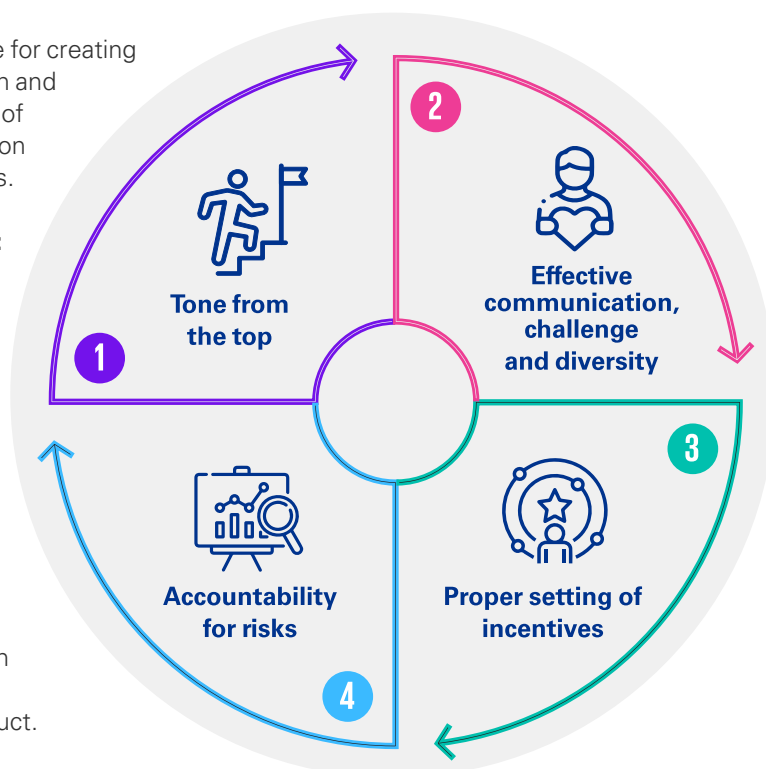 e for creating
n and
of
on
s.
:
n
uct.
1
Tone from
the top
2
Effective
communication,
challenge
and diversity
3
Proper setting of
incentives
4
Accountability
for risks